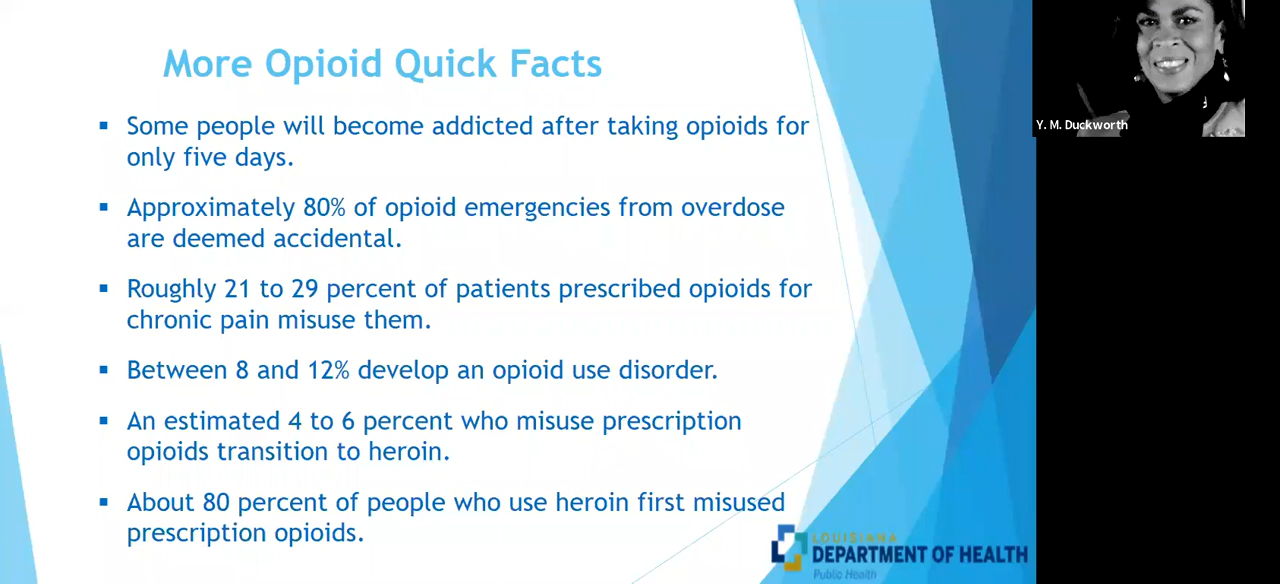 More Opioid Quick Facts
▪ Some people will become addicted after taking opioids for
only five days.
▪ Approximately 80% of opioid emergencies from overdose
are deemed accidental.
▪ Roughly 21 to 29 percent of patients prescribed opioids for
chronic pain misuse them.
▪ Between 8 and 12% develop an opioid use disorder.
▪ An estimated 4 to 6 percent who misuse prescription
opioids transition to heroin.
▪ About 80 percent of people who use heroin first misused
prescription opioids.
LOUISIANA
DEPARTMENT OF HEALTH
Public Health
Y. M. Duckworth